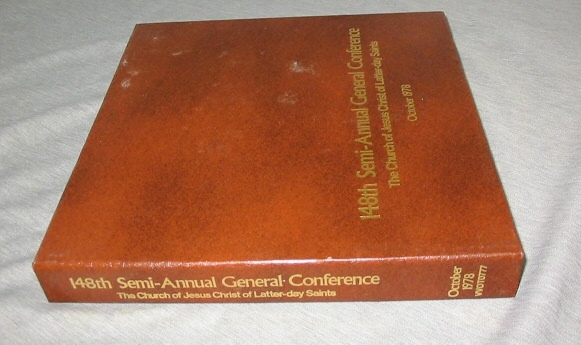 148th Semi-Annual General Conference
The Church of Jesus Christ of Latter-day Saints
October 1978
148th Semi-Annual General Conference
The Church of Jesus Christ of Latter-day Saints
October
1978
VVOT0777